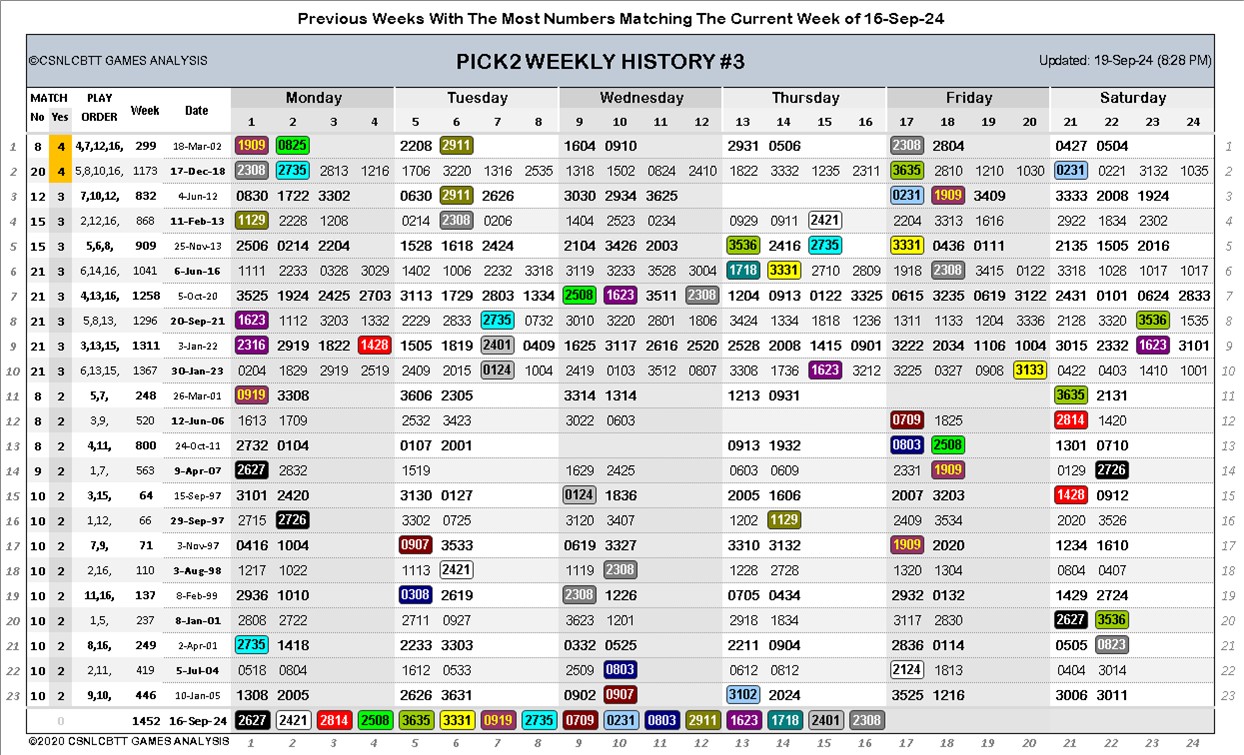 Previous Weeks With The Most Numbers Matching The Current Week of 16-Sep-24
©CSNLCBTT GAMES ANALYSIS PICK2 WEEKLY HISTORY #3 Updated: 19-Sep-24 (8:28 PM)
MATCH PLAY Week Date Monday Tuesday Wednesday Thursday Friday Saturday
No Yes ORDER 1 2 3 4 5 6 7 8 9 10 11 12 13 14 15 16 17 18 19 20 21 22 23 24
1 8 4 4,7,12,16, 299 18-Mar-02 1909 0825 2208 2911 1604 0910 2931 0506 2308 2804 0427 0504 1
2 20 4 5,8,10,16, 1173 17-Dec-18 2308 2735 2813 1216 1706 3220 1316 2535 1318 1502 0824 2410 1822 3332 1235 2311 3635 2810 1210 1030 0231 0221 3132 1035 2
3 12 3 7,10,12, 832 4-Jun-12 0830 1722 3302 0630 2911 2626 3030 2934 3625 0231 1909 3409 3333 2008 1924 3
4 15 3 2,12,16, 868 11-Feb-13 1129 2228 1208 0214 2308 0206 1404 2523 0234 0929 0911 2421 2204 3313 1616 2922 1834 2302 4
5 15 3 5,6,8, 909 25-Nov-13 2506 0214 2204 1528 1618 2424 2104 3426 2003 3536 2416 2735 3331 0436 0111 2135 1505 2016 5
6 21 3 6,14,16, 1041 6-Jun-16 1111 2233 0328 3029 1402 1006 2232 3318 3119 3233 3528 3004 1718 3331 2710 2809 1918 2308 3415 0122 3318 1028 1017 1017 6
7 21 3 4,13,16, 1258 5-Oct-20 3525 1924 2425 2703 3113 1729 2803 1334 2508 1623 3511 2308 1204 0913 0122 3325 0615 3235 0619 3122 2431 0101 0624 2833 7
8 21 3 5,8,13, 1296 20-Sep-21 1623 1112 3203 1332 2229 2833 2735 0732 3010 3220 2801 1806 3424 1334 1818 1236 1311 1133 1204 3336 2128 3320 3536 1535 8
9 21 3 3,13,15, 1311 3-Jan-22 2316 2919 1822 1428 1505 1819 2401 0409 1625 3117 2616 2520 2528 2008 1415 0901 3222 2034 1106 1004 3015 2332 1623 3101 9
10 21 3 6,13,15, 1367 30-Jan-23 0204 1829 2919 2519 2409 2015 0124 1004 2419 0103 3512 0807 3308 1736 1623 3212 3225 0327 0908 3133 0422 0403 1410 1001 10
11 8 2 5,7, 248 26-Mar-01 0919 3308 3606 2305 3314 1314 1213 0931 3635 2131 11
12 8 2 3,9, 520 12-Jun-06 1613 1709 2532 3423 3022 0603 0709 1825 2814 1420 12
13 8 2 4,11, 800 24-Oct-11 2732 0104 0107 2001 0913 1932 0803 2508 1301 0710 13
14 9 2 1,7, 563 9-Apr-07 2627 2832 1519 1629 2425 0603 0609 2331 1909 0129 2726 14
15 10 2 3,15, 64 15-Sep-97 3101 2420 3130 0127 0124 1836 2005 1606 2007 3203 1428 0912 15
16 10 2 1,12, 66 29-Sep-97 2715 2726 3302 0725 3120 3407 1202 1129 2409 3534 2020 3526 16
17 10 2 7,9, 71 3-Nov-97 0416 1004 0907 3533 0619 3327 3310 3132 1909 2020 1234 1610 17
18 10 2 2,16, 110 3-Aug-98 1217 1022 1113 2421 1119 2308 1228 2728 1320 1304 0804 0407 18
19 10 2 11,16, 137 8-Feb-99 2936 1010 0308 2619 2308 1226 0705 0434 2932 0132 1429 2724 19
20 10 2 1,5, 237 8-Jan-01 2808 2722 2711 0927 3623 1201 2918 1834 3117 2830 2627 3536 20
21 10 2 8,16, 249 2-Apr-01 2735 1418 2233 3303 0332 0525 2211 0904 2836 0114 0505 0823 21
22 10 2 2,11, 419 5-Jul-04 0518 0804 1612 0533 2509 0803 0612 0812 2124 1813 0404 3014 22
23 10 2 9,10, 446 10-Jan-05 1308 2005 2626 3631 0902 0907 3102 2024 3525 1216 3006 3011 23
0 1452 16-Sep-24 2627 2421 2814 2508 3635 3331 0919 2735 0709 0231 0803 2911 1623 1718 2401 2308
©2020 CSNLCBTT GAMES ANALYSIS 1 2 3 4 5 6 7 8 9 10 11 12 13 14 15 16 17 18 19 20 21 22 23 24